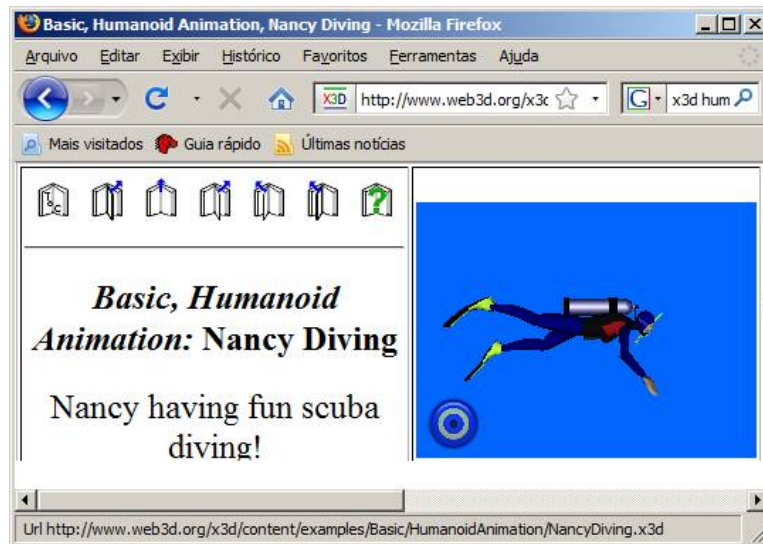 Basic, Humanoid Animation, Nancy Diving - Mozilla Firefox
Arquivo Editar Exibir Histórico Favoritos Ferramentas Ajuda
X3D http://www.web3d.org/x3c G x3d hum
Mais visitados Guia rápido Últimas notícias
T o C ?
Basic, Humanoid
Animation: Nancy Diving
Nancy having fun scuba
diving!
Url http://www.web3d.org/x3d/content/examples/Basic/HumanoidAnimation/NancyDiving.x3d